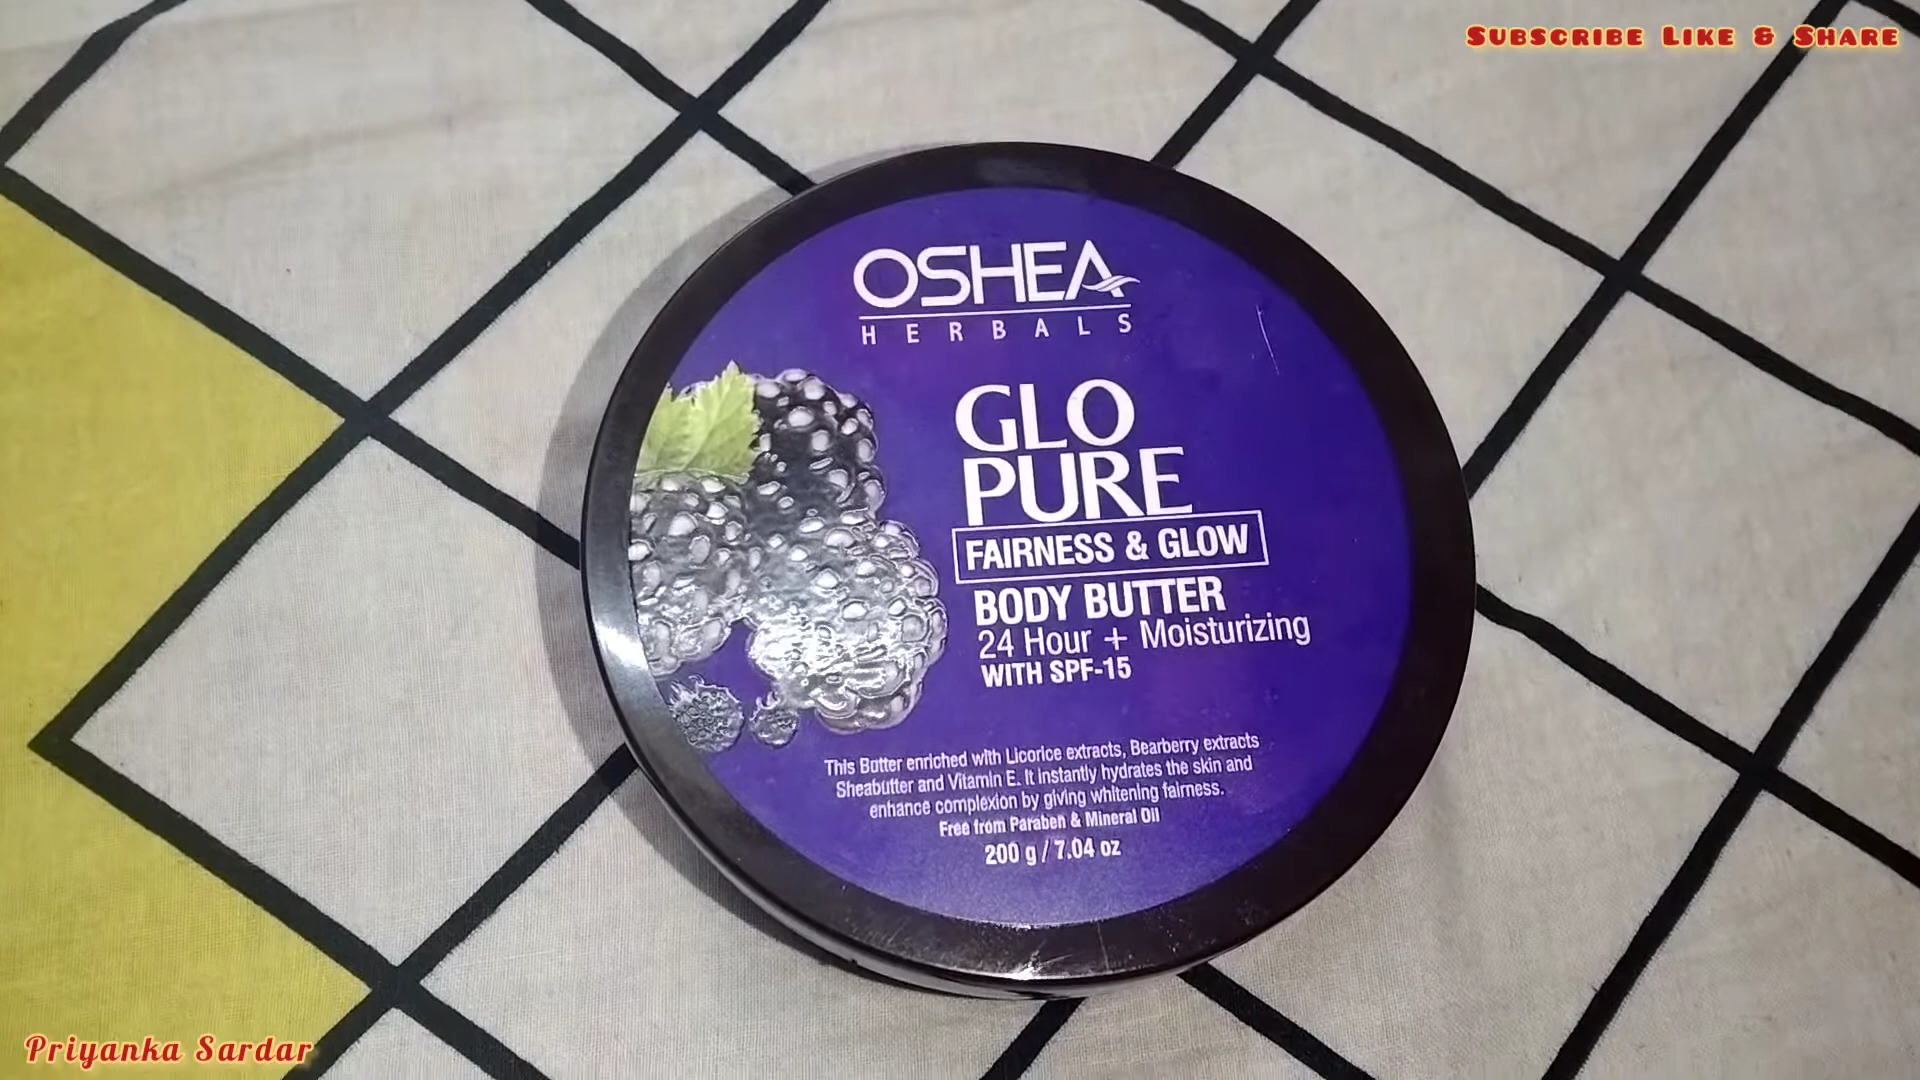 Subscribe Like & Share
OSHEA
HERBALS
GLO
PURE
FAIRNESS & GLOW
BODY BUTTER
24 Hour + Moisturizing
WITH SPF-15
This Butter enriched with Licorice extracts, Bearberry extracts
Sheabutter and Vitamin E. It instantly hydrates the skin and
enhance complexion by giving whitening fairness.
Free from Paraben & Mineral Oil
200 g / 7.04 oz
Priyanka Sardar